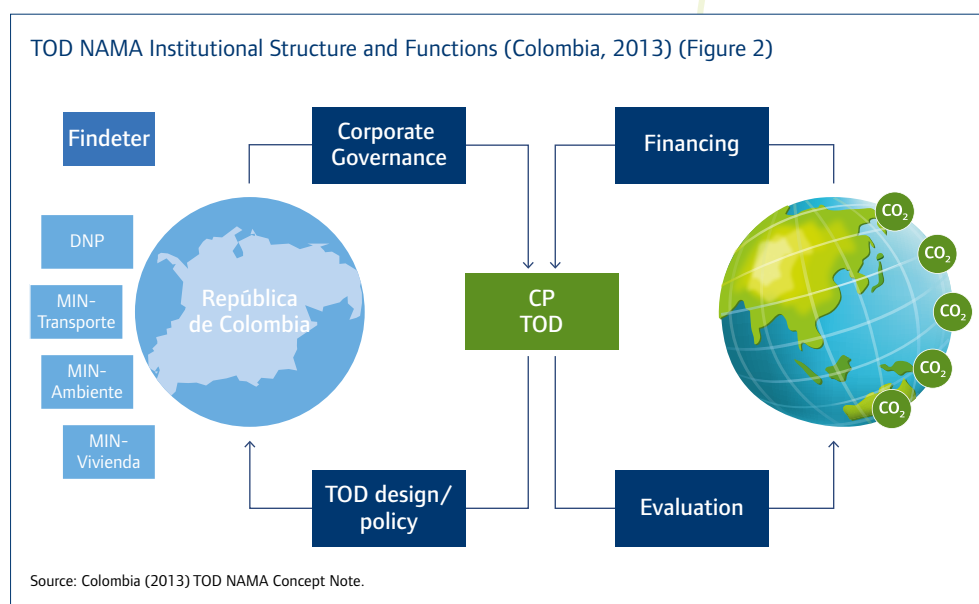 TOD NAMA Institutional Structure and Functions (Colombia, 2013) (Figure 2)
Findeter
DNP
MIN-
Transporte
MIN-
Ambiente
MIN-
Vivienda
República
de Colombia
Corporate
Governance
Financing
CP
TOD
TOD design/
policy
Evaluation
CO₂
CO₂
CO₂
CO₂
CO₂
Source: Colombia (2013) TOD NAMA Concept Note.